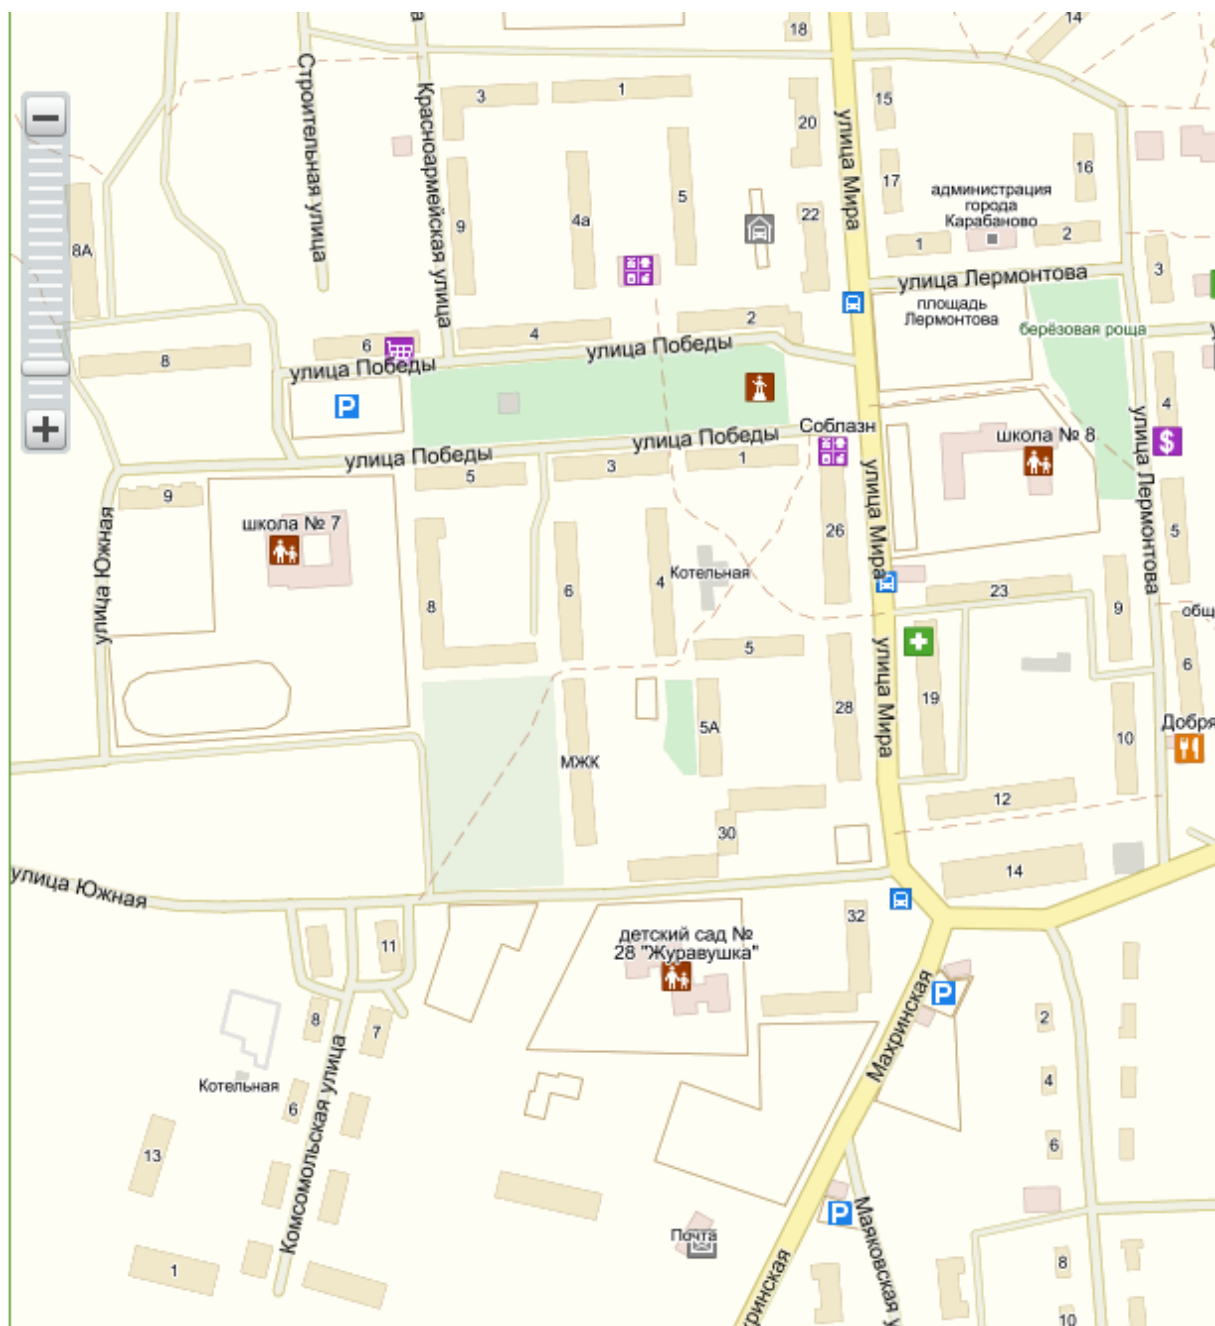 18
14
Строительная улица
Красноармейская улица
3
1
20
15
улица Мира
17
16
5
4а
9
22
администрация
города
Карабаново
1
2
8А
3
улица Лермонтова
площадь
Лермонтова
берёзовая роща
2
4
6
8
улица Победы
улица Победы
4
Соблазн
школа № 8
улица Победы
улица Победы
улица Лермонтова
1
3
5
9
школа № 7
улица Мира
26
5
улица Южная
Котельная
4
6
8
23
9
общ
5
6
улица Мира
19
28
5А
10
Добря
МЖК
12
30
14
улица Южная
32
11
детский сад №
28 "Журавушка"
Махринская
8
7
2
Котельная
6
4
Комсомольская улица
13
6
Почта
Маяковская у
1
8
хринская
10